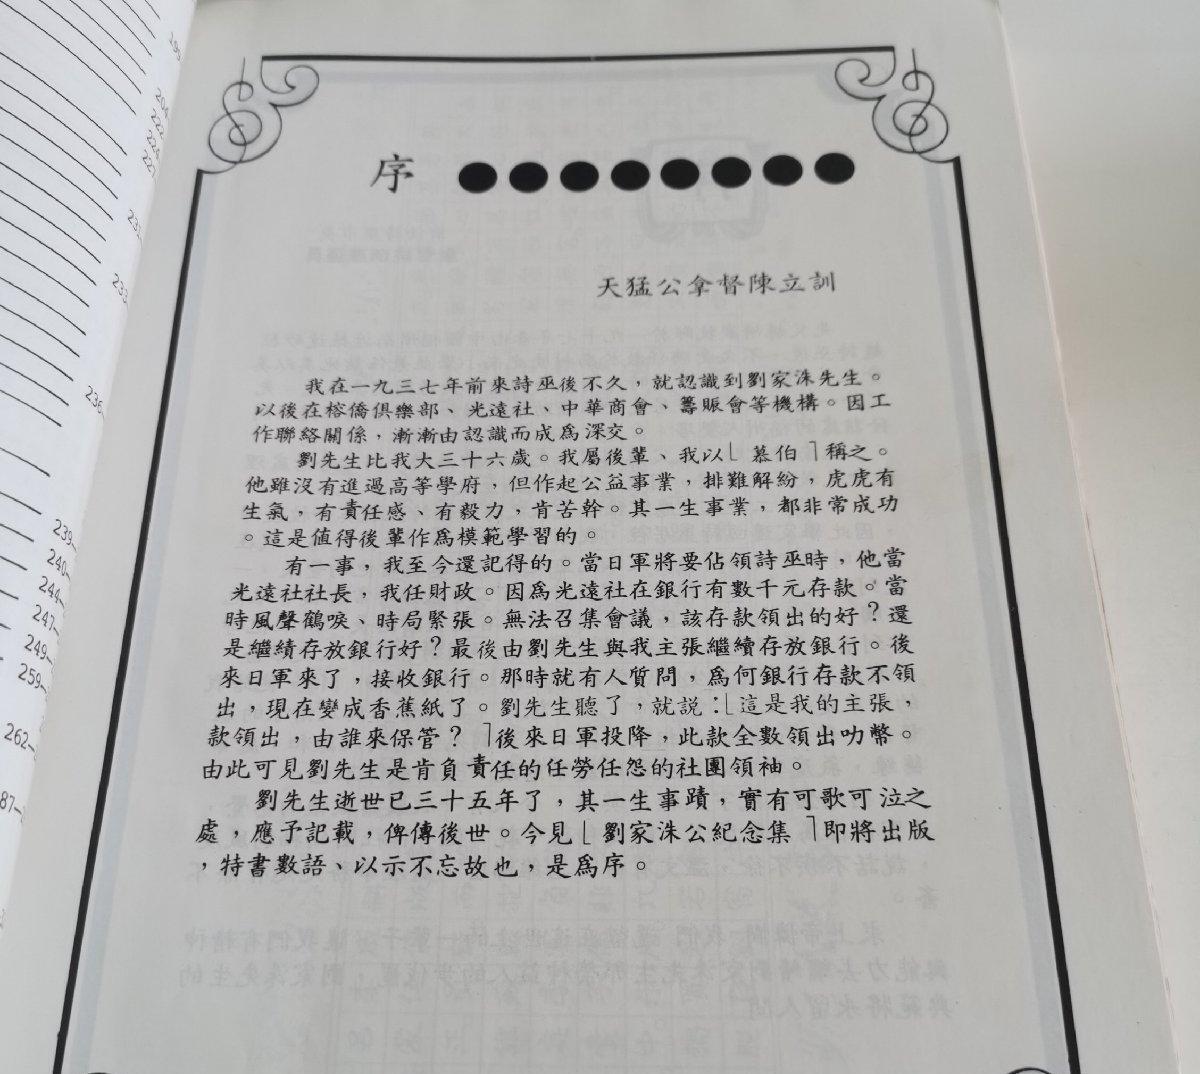 195
204
222
224
227
231
233
236
239~
240~
244~
247~
249~
259~
262~
87~
序 ●●●●●●●●
天猛公拿督陳立訓
我在一九三七年前來詩巫後不久，就認識到劉家洙先生。
以後在榕僑俱樂部、光遠社、中華商會、籌賑會等機構。因工
作聯絡關係，漸漸由認識而成爲深交。
劉先生比我大三十六歲。我屬後輩、我以⌊慕伯⌉稱之。
他雖沒有進過高等學府，但作起公益事業，排難解紛，虎虎有
生氣，有責任感、有毅力，肯苦幹。其一生事業，都非常成功
。這是值得後輩作爲模範學習的。
有一事，我至今還記得的。當日軍將要佔領詩巫時，他當
光遠社社長，我任財政。因爲光遠社在銀行有數千元存款。當
時風聲鶴唳、時局緊張。無法召集會議，該存款領出的好？還
是繼續存放銀行好？最後由劉先生與我主張繼續存放銀行。後
來日軍來了，接收銀行。那時就有人質問，爲何銀行存款不領
出，現在變成香蕉紙了。劉先生聽了，就説：⌊這是我的主張，
款領出，由誰來保管？⌉後來日軍投降，此款全數領出叻幣。
由此可見劉先生是肯負責任的任勞任怨的社團領袖。
劉先生逝世已三十五年了，其一生事蹟，實有可歌可泣之
處，應予記載，俾傳後世。今見⌊劉家洙公紀念集⌉即將出版
，特書數語、以示不忘故也，是爲序。